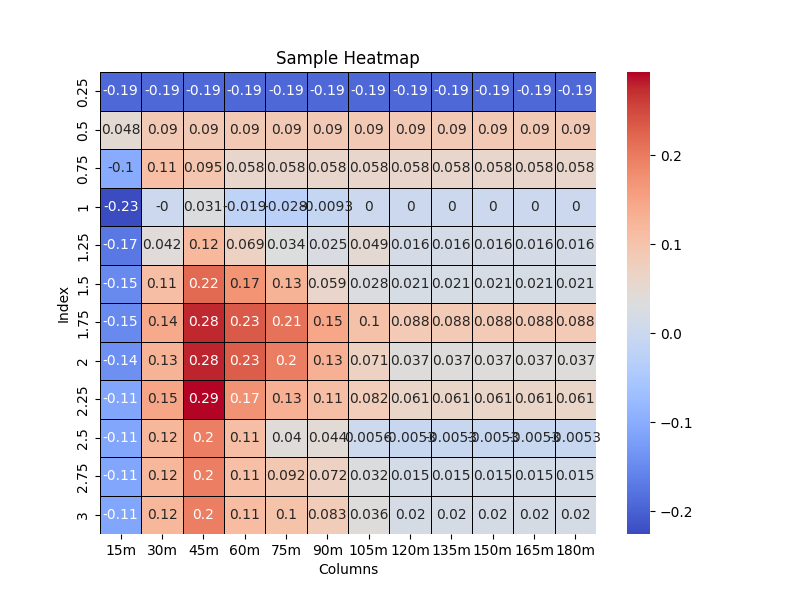 Sample Heatmap
0.25 -0.19 -0.19 -0.19 -0.19 -0.19 -0.19 -0.19 -0.19 -0.19 -0.19 -0.19 -0.19
0.5 0.048 0.09 0.09 0.09 0.09 0.09 0.09 0.09 0.09 0.09 0.09 0.09
0.75 -0.1 0.11 0.095 0.058 0.058 0.058 0.058 0.058 0.058 0.058 0.058 0.058
1 -0.23 -0 0.031 -0.019 -0.028 -0.0093 0 0 0 0 0 0
1.25 -0.17 0.042 0.12 0.069 0.034 0.025 0.049 0.016 0.016 0.016 0.016 0.016
1.5 -0.15 0.11 0.22 0.17 0.13 0.059 0.028 0.021 0.021 0.021 0.021 0.021
1.75 -0.15 0.14 0.28 0.23 0.21 0.15 0.1 0.088 0.088 0.088 0.088 0.088
2 -0.14 0.13 0.28 0.23 0.2 0.13 0.071 0.037 0.037 0.037 0.037 0.037
2.25 -0.11 0.15 0.29 0.17 0.13 0.11 0.082 0.061 0.061 0.061 0.061 0.061
2.5 -0.11 0.12 0.2 0.11 0.04 0.044 0.0056 -0.0053 -0.0053 -0.0053 -0.0053 -0.0053
2.75 -0.11 0.12 0.2 0.11 0.092 0.072 0.032 0.015 0.015 0.015 0.015 0.015
3 -0.11 0.12 0.2 0.11 0.1 0.083 0.036 0.02 0.02 0.02 0.02 0.02
15m 30m 45m 60m 75m 90m 105m 120m 135m 150m 165m 180m
Columns
Index
0.2
0.1
0.0
−0.1
−0.2